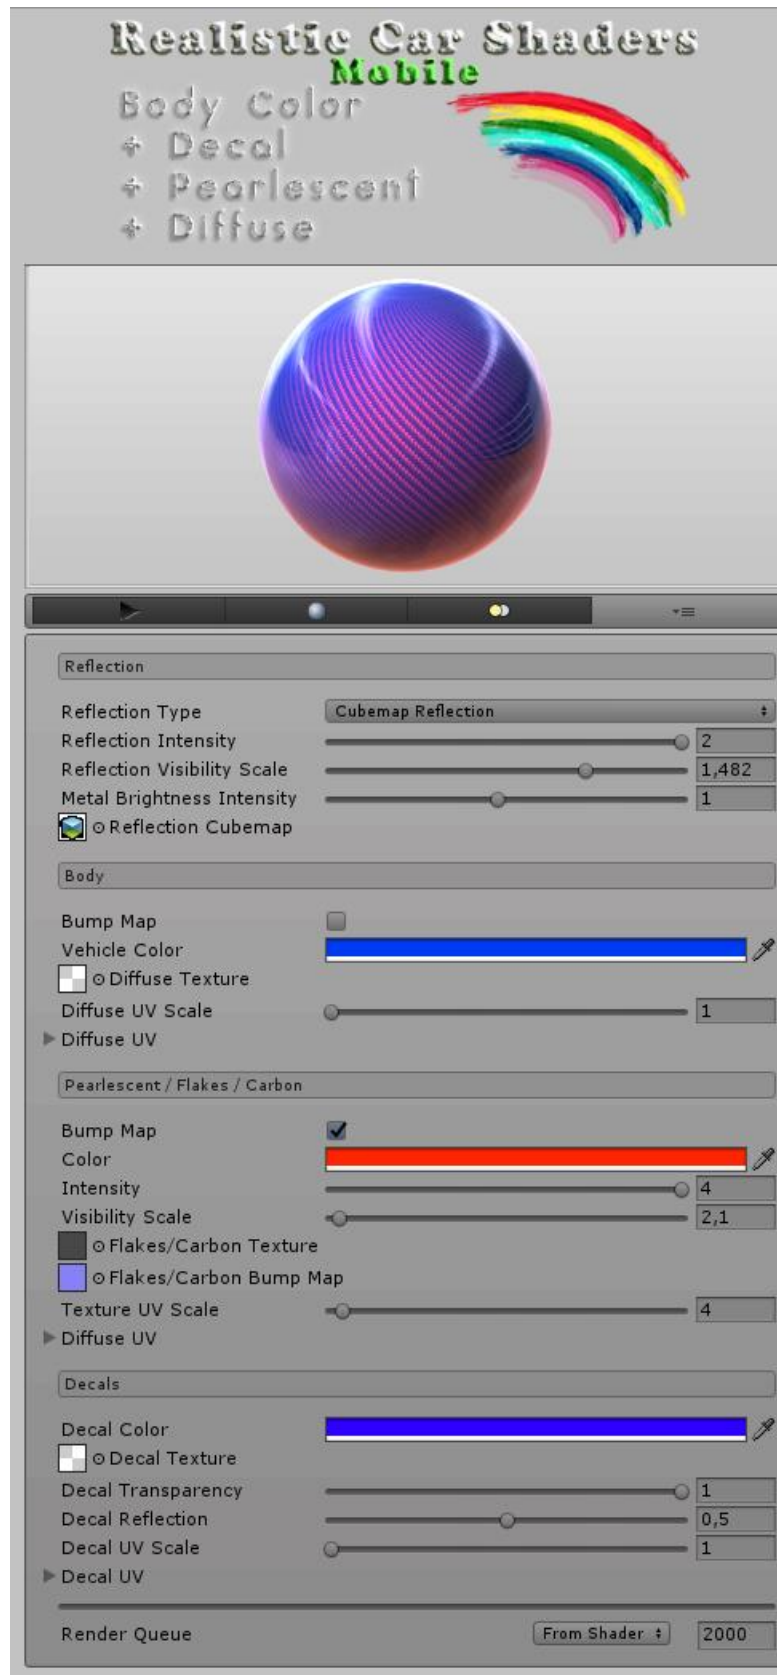 Realistic Car Shaders
Mobile
Body Color
+ Decal
+ Pearlescent
+ Diffuse
Reflection
Reflection Type Cubemap Reflection
Reflection Intensity 2
Reflection Visibility Scale 1,482
Metal Brightness Intensity 1
Reflection Cubemap
Body
Bump Map
Vehicle Color
Diffuse Texture
Diffuse UV Scale 1
Diffuse UV
Pearlescent / Flakes / Carbon
Bump Map
Color
Intensity 4
Visibility Scale 2,1
Flakes/Carbon Texture
Flakes/Carbon Bump Map
Texture UV Scale 4
Diffuse UV
Decals
Decal Color
Decal Texture
Decal Transparency 1
Decal Reflection 0,5
Decal UV Scale 1
Decal UV
Render Queue From Shader 2000